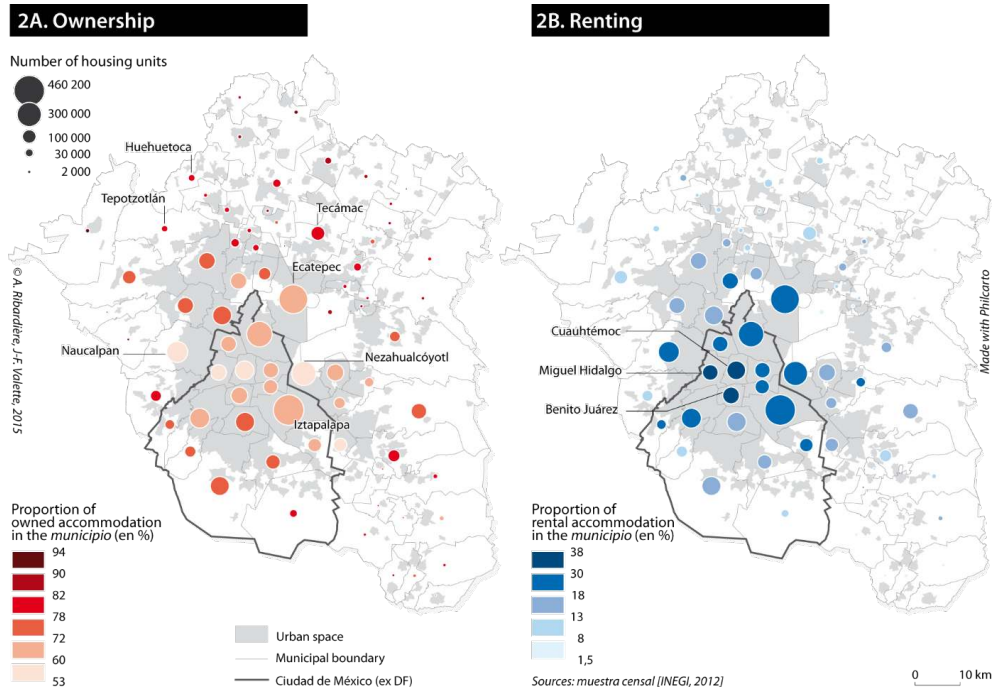 2A. Ownership
Number of housing units
460 200
300 000
100 000
30 000
2 000
Huehuetoca
Tepotzotlán
Tecámac
Ecatepec
Naucalpan
Nezahualcóyotl
Iztapalapa
© A. Ribardière, J-F. Valette, 2015
Proportion of
owned accommodation
in the municipio (en %)
94
90
82
78
72
60
53
Urban space
Municipal boundary
Ciudad de México (ex DF)
2B. Renting
Cuauhtémoc
Miguel Hidalgo
Benito Juárez
Made with Philcarto
Proportion of
rental accommodation
in the municipio (en %)
38
30
18
13
8
1,5
Sources: muestra censal [INEGI, 2012]
0 10 km